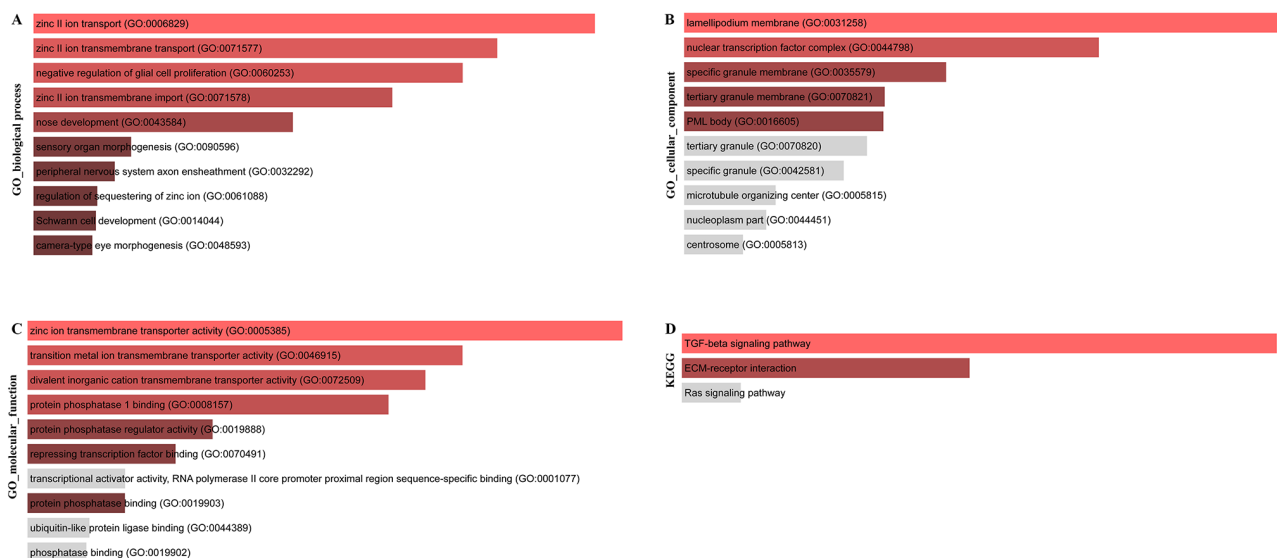 A
GO_biological process
zinc II ion transport (GO:0006829)
zinc II ion transmembrane transport (GO:0071577)
negative regulation of glial cell proliferation (GO:0060253)
zinc II ion transmembrane import (GO:0071578)
nose development (GO:0043584)
sensory organ morphogenesis (GO:0090596)
peripheral nervous system axon ensheathment (GO:0032292)
regulation of sequestering of zinc ion (GO:0061088)
Schwann cell development (GO:0014044)
camera-type eye morphogenesis (GO:0048593)
B
GO_cellular_component
lamellipodium membrane (GO:0031258)
nuclear transcription factor complex (GO:0044798)
specific granule membrane (GO:0035579)
tertiary granule membrane (GO:0070821)
PML body (GO:0016605)
tertiary granule (GO:0070820)
specific granule (GO:0042581)
microtubule organizing center (GO:0005815)
nucleoplasm part (GO:0044451)
centrosome (GO:0005813)
C
GO_molecular_function
zinc ion transmembrane transporter activity (GO:0005385)
transition metal ion transmembrane transporter activity (GO:0046915)
divalent inorganic cation transmembrane transporter activity (GO:0072509)
protein phosphatase 1 binding (GO:0008157)
protein phosphatase regulator activity (GO:0019888)
repressing transcription factor binding (GO:0070491)
transcriptional activator activity, RNA polymerase II core promoter proximal region sequence-specific binding (GO:0001077)
protein phosphatase binding (GO:0019903)
ubiquitin-like protein ligase binding (GO:0044389)
phosphatase binding (GO:0019902)
D
KEGG
TGF-beta signaling pathway
ECM-receptor interaction
Ras signaling pathway